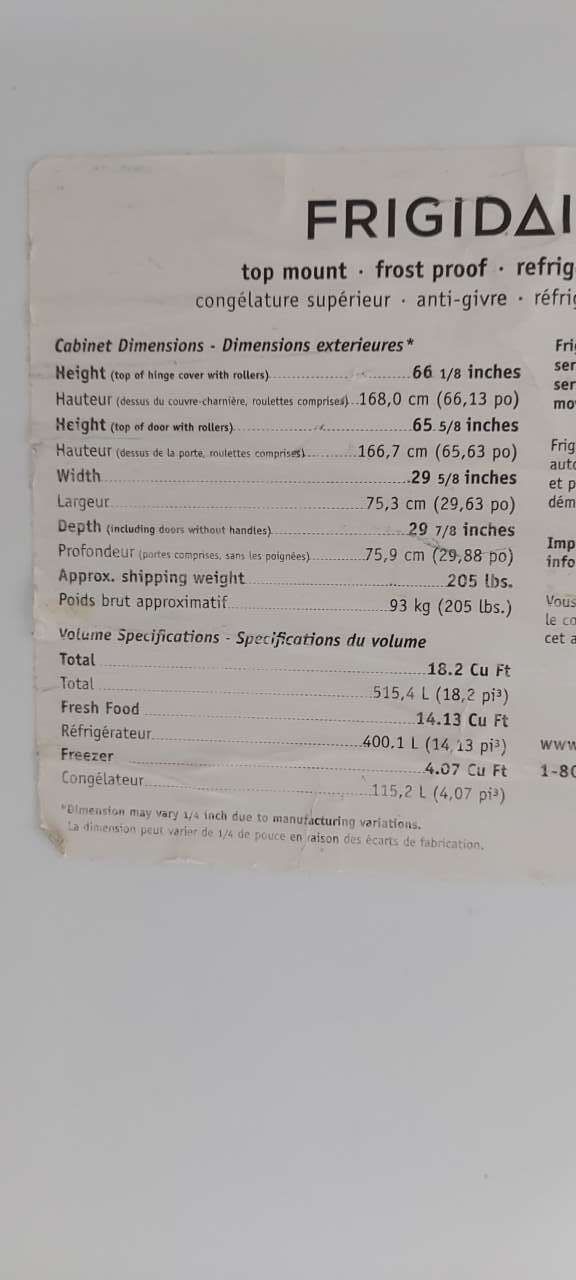 FRIGIDAI
top mount · frost proof · refrig
congélature supérieur · anti-givre · réfrig
Cabinet Dimensions - Dimensions exterieures*
Height (top of hinge cover with rollers)...66 1/8 inches
Hauteur (dessus du couvre-charnière, roulettes comprises)...168,0 cm (66,13 po)
Height (top of door with rollers)...65 5/8 inches
Hauteur (dessus de la porte, roulettes comprises)...166,7 cm (65,63 po)
Width...29 5/8 inches
Largeur...75,3 cm (29,63 po)
Depth (including doors without handles)...29 7/8 inches
Profondeur (portes comprises, sans les poignées)...75,9 cm (29,88 po)
Approx. shipping weight...205 lbs.
Poids brut approximatif...93 kg (205 lbs.)
Volume Specifications - Specifications du volume
Total...18.2 Cu Ft
Total...515,4 L (18,2 pi³)
Fresh Food...14.13 Cu Ft
Réfrigérateur...400,1 L (14,13 pi³)
Freezer...4.07 Cu Ft
Congélateur...115,2 L (4,07 pi³)
*Dimension may vary 1/4 inch due to manufacturing variations.
La dimension peut varier de 1/4 de pouce en raison des écarts de fabrication.
Fri
ser
ser
mo
Frig
auto
et p
dém
Imp
info
Vous
le co
cet a
www
1-80